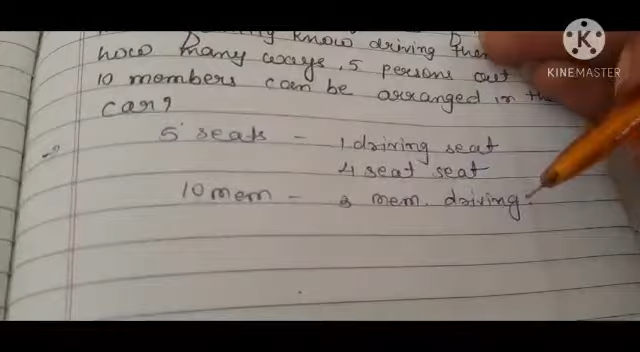 know driving
how many ways, 5 persons out
10 members can be arranged in the
car?
5 seats - 1 driving seat
4 seat seat
10 mem - 3 mem. driving
KINEMASTER